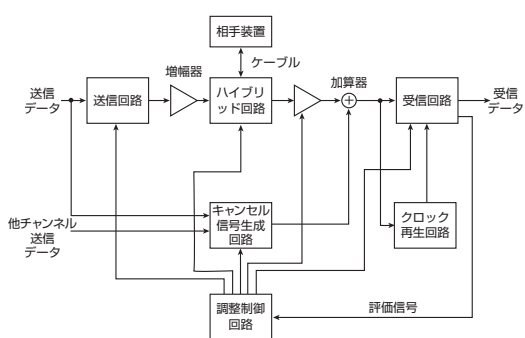 相手装置
増幅器
ケーブル
加算器
送信
データ
送信回路
ハイブリ
ッド回路
受信回路
受信
データ
他チャンネル
送信
データ
キャンセル
信号生成
回路
クロック
再生回路
調整制御
回路
評価信号